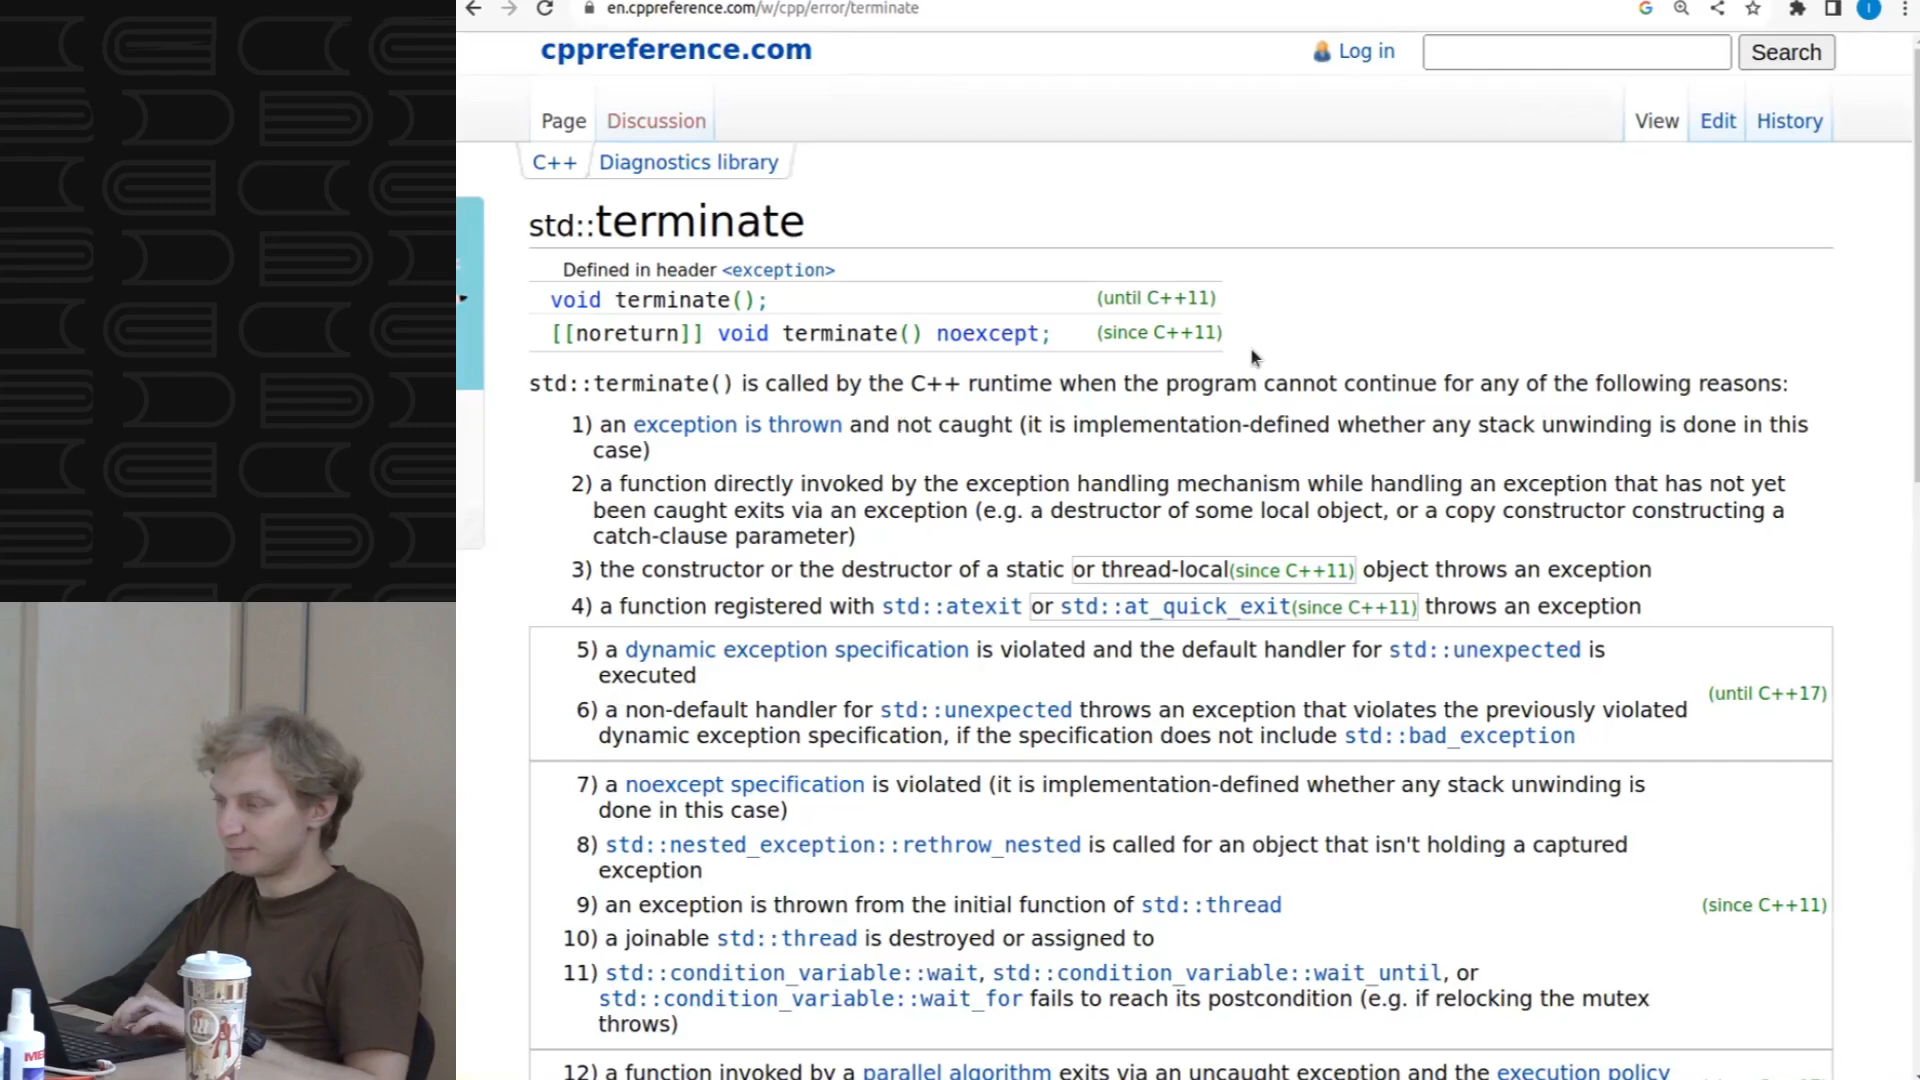 en.cppreference.com/w/cpp/error/terminate
cppreference.com
Log in
Search
Page
Discussion
View
Edit
History
C++
Diagnostics library
std::terminate
Defined in header <exception>
void terminate();
(until C++11)
[[noreturn]] void terminate() noexcept;
(since C++11)
std::terminate() is called by the C++ runtime when the program cannot continue for any of the following reasons:
1) an exception is thrown and not caught (it is implementation-defined whether any stack unwinding is done in this
case)
2) a function directly invoked by the exception handling mechanism while handling an exception that has not yet
been caught exits via an exception (e.g. a destructor of some local object, or a copy constructor constructing a
catch-clause parameter)
3) the constructor or the destructor of a static or thread-local(since C++11) object throws an exception
4) a function registered with std::atexit or std::at_quick_exit(since C++11) throws an exception
5) a dynamic exception specification is violated and the default handler for std::unexpected is
executed
6) a non-default handler for std::unexpected throws an exception that violates the previously violated
dynamic exception specification, if the specification does not include std::bad_exception
(until C++17)
7) a noexcept specification is violated (it is implementation-defined whether any stack unwinding is
done in this case)
8) std::nested_exception::rethrow_nested is called for an object that isn't holding a captured
exception
9) an exception is thrown from the initial function of std::thread
10) a joinable std::thread is destroyed or assigned to
11) std::condition_variable::wait, std::condition_variable::wait_until, or
std::condition_variable::wait_for fails to reach its postcondition (e.g. if relocking the mutex
throws)
(since C++11)
12) a function invoked by a parallel algorithm exits via an uncaught exception and the execution policy